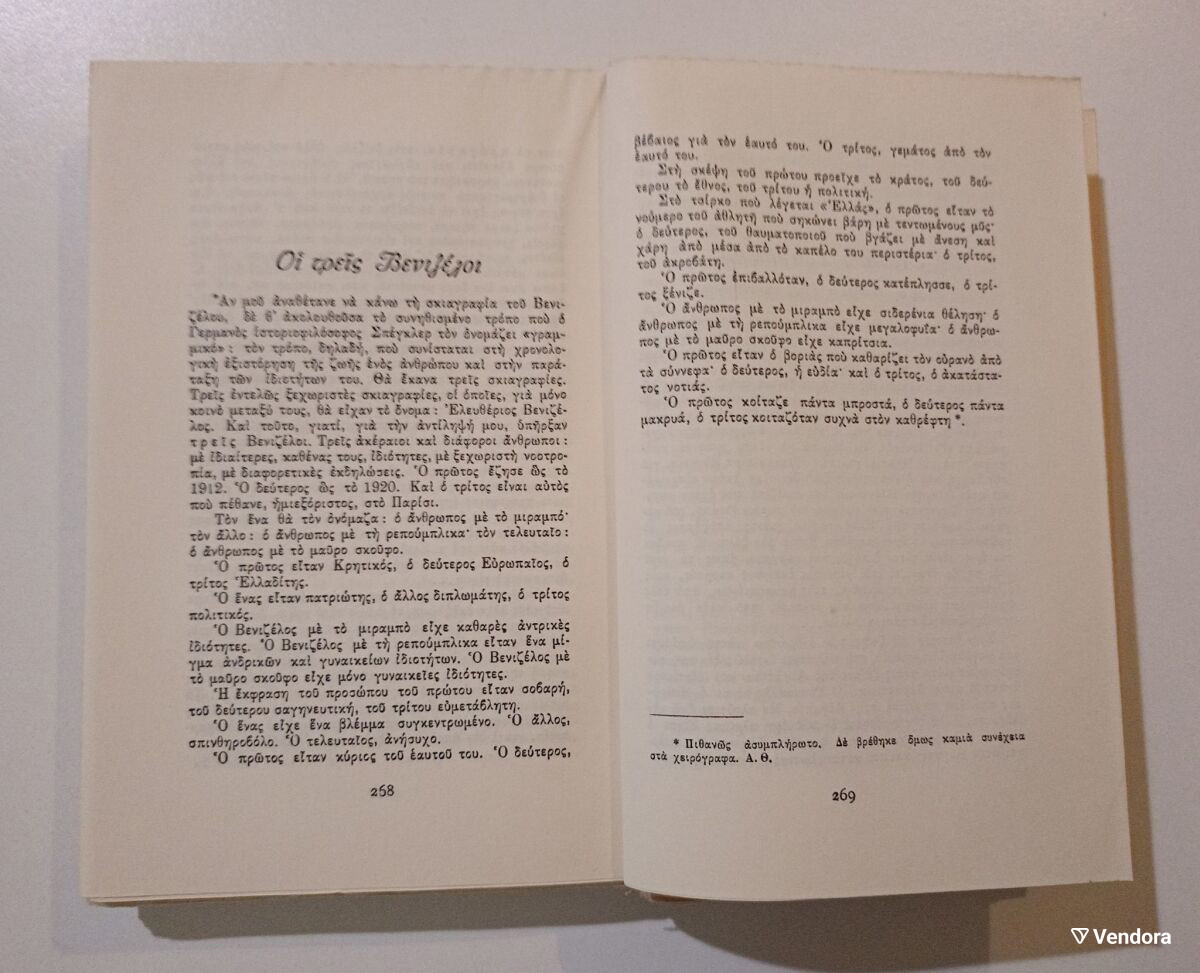 Οἱ τρεῖς Βενιζέλοι
Ἂν μοῦ ἀναθέτανε νὰ κάνω τὴ σκιαγραφία τοῦ Βενι-
ζέλου, δὲ θ' ἀκολουθοῦσα τὸ συνηθισμένο τρόπο ποὺ ὁ
Γερμανὸς ἱστοριοφιλόσοφος Σπέγκλερ τὸν ὀνομάζει «γραμ-
μικό»: τὸν τρόπο, δηλαδή, ποὺ συνίσταται στὴ χρονολο-
γικὴ ἐξιστόρηση τῆς ζωῆς ἑνὸς ἀνθρώπου καὶ στὴν παρά-
ταξη τῶν ἰδιοτήτων του. Θὰ ἔκανα τρεῖς σκιαγραφίες.
Τρεῖς ἐντελῶς ξεχωριστὲς σκιαγραφίες, οἱ ὁποῖες, γιὰ μόνο
κοινὸ μεταξύ τους, θὰ εἶχαν τὸ ὄνομα: Ἐλευθέριος Βενιζέ-
λος. Καὶ τοῦτο, γιατί, γιὰ τὴν ἀντίληψή μου, ὑπῆρξαν
τρεῖς Βενιζέλοι. Τρεῖς ἀκέραιοι καὶ διάφοροι ἄνθρωποι:
μὲ ἰδιαίτερες, καθένας τους, ἰδιότητες, μὲ ξεχωριστὴ νοοτρο-
πία, μὲ διαφορετικὲς ἐκδηλώσεις. Ὁ πρῶτος ἔζησε ὣς τὸ
1912. Ὁ δεύτερος ὣς τὸ 1920. Καὶ ὁ τρίτος εἶναι αὐτὸς
ποὺ πέθανε, ἡμιεξόριστος, στὸ Παρίσι.
Τὸν ἕνα θὰ τὸν ὀνόμαζα: ὁ ἄνθρωπος μὲ τὸ μιραμπό·
τὸν ἄλλο: ὁ ἄνθρωπος μὲ τὴ ρεπούμπλικα· τὸν τελευταῖο:
ὁ ἄνθρωπος μὲ τὸ μαῦρο σκοῦφο.
Ὁ πρῶτος εἶταν Κρητικός, ὁ δεύτερος Εὐρωπαῖος, ὁ
τρίτος Ἑλλαδίτης.
Ὁ ἕνας εἶταν πατριώτης, ὁ ἄλλος διπλωμάτης, ὁ τρίτος
πολιτικός.
Ὁ Βενιζέλος μὲ τὸ μιραμπὸ εἶχε καθαρὲς ἀντρικὲς
ἰδιότητες. Ὁ Βενιζέλος μὲ τὴ ρεπούμπλικα εἶταν ἕνα μί-
γμα ἀνδρικῶν καὶ γυναικείων ἰδιοτήτων. Ὁ Βενιζέλος μὲ
τὸ μαῦρο σκοῦφο εἶχε μόνο γυναικεῖες ἰδιότητες.
Ἡ ἔκφραση τοῦ προσώπου τοῦ πρώτου εἶταν σοβαρή,
τοῦ δεύτερου σαγηνευτική, τοῦ τρίτου εὐμετάβλητη.
Ὁ ἕνας εἶχε ἕνα βλέμμα συγκεντρωμένο. Ὁ ἄλλος,
σπινθηροβόλο. Ὁ τελευταῖος, ἀνήσυχο.
Ὁ πρῶτος εἶταν κύριος τοῦ ἑαυτοῦ του. Ὁ δεύτερος,
268
βέβαιος γιὰ τὸν ἑαυτό του. Ὁ τρίτος, γεμάτος ἀπὸ τὸν
ἑαυτό του.
Στὴ σκέψη τοῦ πρώτου προεῖχε τὸ κράτος, τοῦ δεύ-
τερου τὸ ἔθνος, τοῦ τρίτου ἡ πολιτική.
Στὸ τσίρκο ποὺ λέγεται «Ἑλλάς», ὁ πρῶτος εἶταν τὸ
νούμερο τοῦ ἀθλητῆ ποὺ σηκώνει βάρη μὲ τεντωμένους μῦς·
ὁ δεύτερος, τοῦ θαυματοποιοῦ ποὺ βγάζει μὲ ἄνεση καὶ
χάρη ἀπὸ μέσα ἀπὸ τὸ καπέλο του περιστέρια· ὁ τρίτος,
τοῦ ἀκροβάτη.
Ὁ πρῶτος ἐπιβαλλόταν, ὁ δεύτερος κατέπλησσε, ὁ τρί-
τος ξένιζε.
Ὁ ἄνθρωπος μὲ τὸ μιραμπὸ εἶχε σιδερένια θέληση· ὁ
ἄνθρωπος μὲ τὴ ρεπούμπλικα εἶχε μεγαλοφυΐα· ὁ ἄνθρω-
πος μὲ τὸ μαῦρο σκοῦφο εἶχε καπρίτσια.
Ὁ πρῶτος εἶταν ὁ βοριὰς ποὺ καθαρίζει τὸν οὐρανὸ ἀπὸ
τὰ σύννεφα· ὁ δεύτερος, ἡ εὐδία· καὶ ὁ τρίτος, ὁ ἀκατάστα-
τος νοτιάς.
Ὁ πρῶτος κοίταζε πάντα μπροστά, ὁ δεύτερος πάντα
μακρυά, ὁ τρίτος κοιταζόταν συχνὰ στὸν καθρέφτη*.
* Πιθανῶς ἀσυμπλήρωτο. Δὲ βρέθηκε ὅμως καμιὰ συνέχεια
στὰ χειρόγραφα. Α. Θ.
269
Vendora